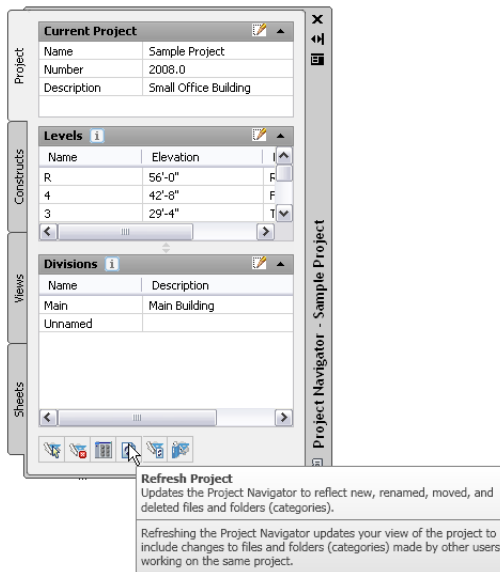 Project
Constructs
Views
Sheets
Current Project
Name Sample Project
Number 2008.0
Description Small Office Building
Levels i
Name Elevation
R 56'-0" R
4 42'-8" F
3 29'-4" T
Divisions i
Name Description
Main Main Building
Unnamed
Project Navigator - Sample Project
Refresh Project
Updates the Project Navigator to reflect new, renamed, moved, and
deleted files and folders (categories).
Refreshing the Project Navigator updates your view of the project to
include changes to files and folders (categories) made by other users
working on the same project.